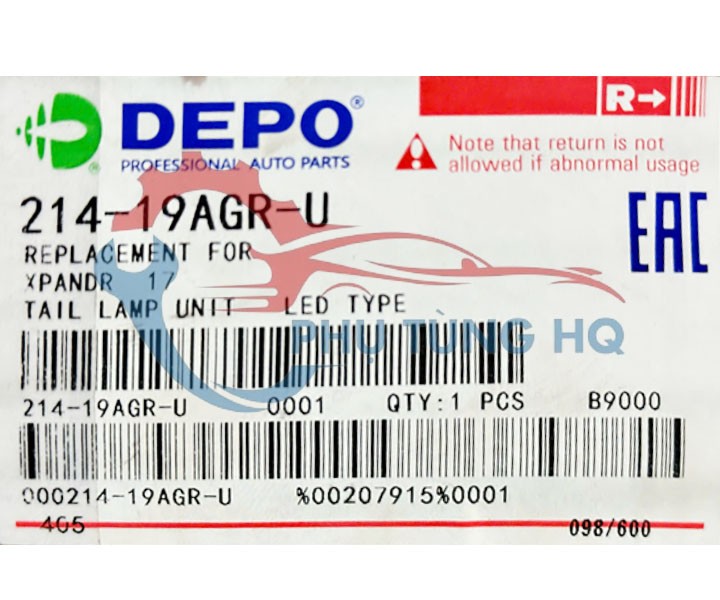 DEPO®
PROFESSIONAL AUTO PARTS
R→
Note that return is not
allowed if abnormal usage
214-19AGR-U
EAC
REPLACEMENT FOR
XPANDR 17
TAIL LAMP UNIT LED TYPE
PHỤ TÙNG HQ
214-19AGR-U 0001 QTY:1 PCS B9000
000214-19AGR-U %00207915%0001
405
098/600